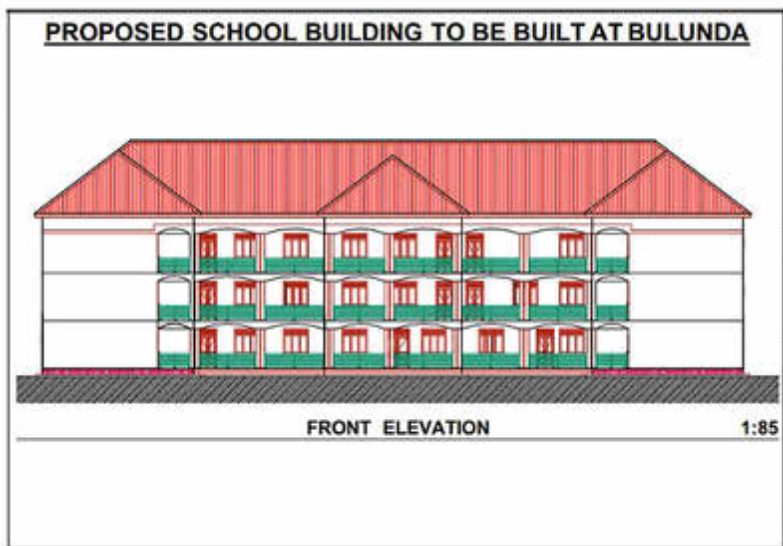 PROPOSED SCHOOL BUILDING TO BE BUILT AT BULUNDA
FRONT ELEVATION 1:85